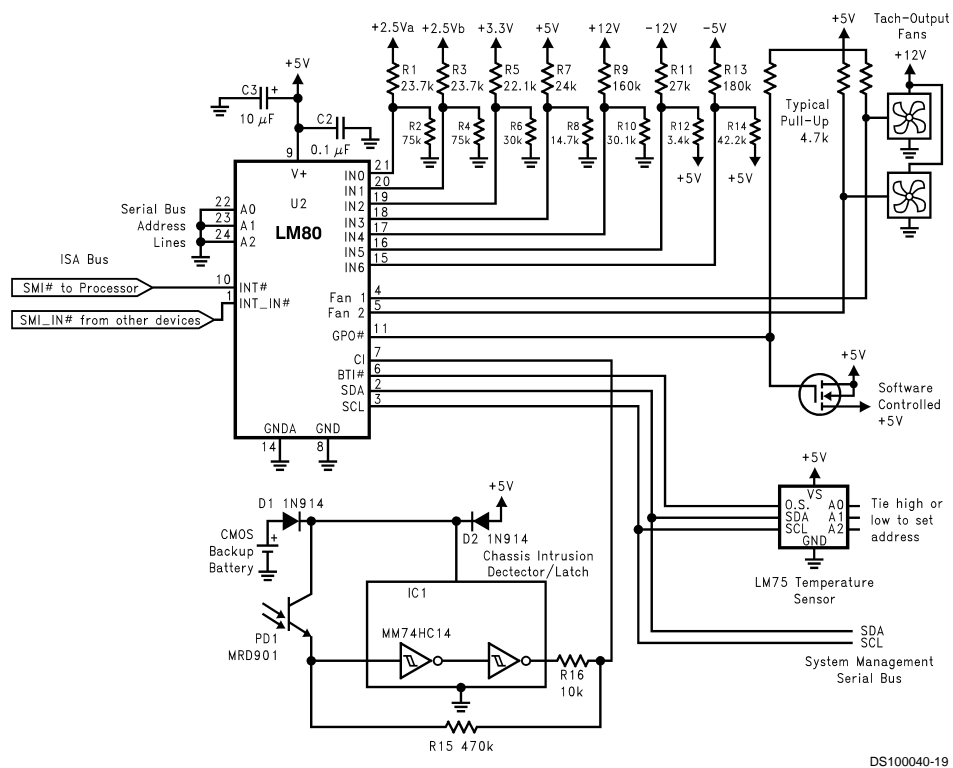 +2.5Va +2.5Vb +3.3V +5V +12V -12V -5V
+5V
Tach-Output
Fans
+12V
R1
23.7k
R3
23.7k
R5
22.1k
R7
24k
R9
160k
R11
27k
R13
180k
R2
75k
R4
75k
R6
30k
R8
14.7k
R10
30.1k
R12
3.4k
R14
42.2k
+5V
+5V
Typical
Pull-Up
4.7k
+5V
C3 +
10 µF
C2
0.1 µF
9
V+
U2
LM80
Serial Bus
Address
Lines
22 A0
23 A1
24 A2
ISA Bus
SMI# to Processor
10 INT#
1 INT_IN#
SMI_IN# from other devices
IN0 21
IN1 20
IN2 19
IN3 18
IN4 17
IN5 16
IN6 15
Fan 1 4
Fan 2 5
GPO# 11
CI 7
BTI# 6
SDA 2
SCL 3
GNDA GND
14 8
+5V
Software
Controlled
+5V
+5V
VS
O.S. A0
SDA A1
SCL A2
GND
Tie high or
low to set
address
LM75 Temperature
Sensor
SDA
SCL
System Management
Serial Bus
D1 1N914
+5V
D2 1N914
CMOS
Backup
Battery
+
Chassis Intrusion
Dectector/Latch
IC1
MM74HC14
PD1
MRD901
R16
10k
R15 470k
DS100040-19